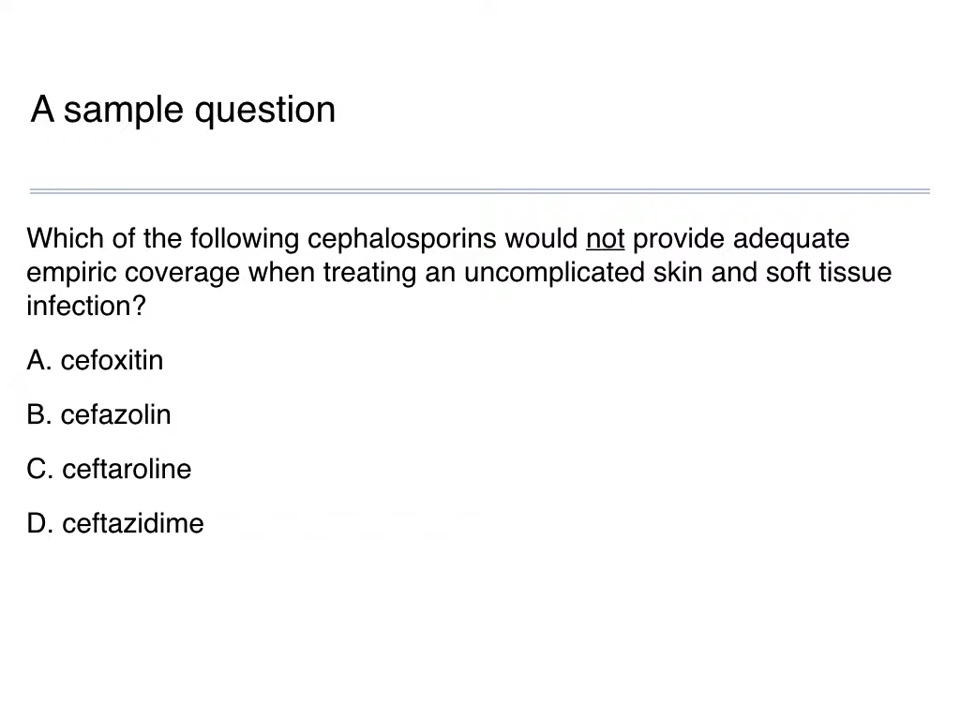 A sample question
Which of the following cephalosporins would not provide adequate
empiric coverage when treating an uncomplicated skin and soft tissue
infection?
A. cefoxitin
B. cefazolin
C. ceftaroline
D. ceftazidime